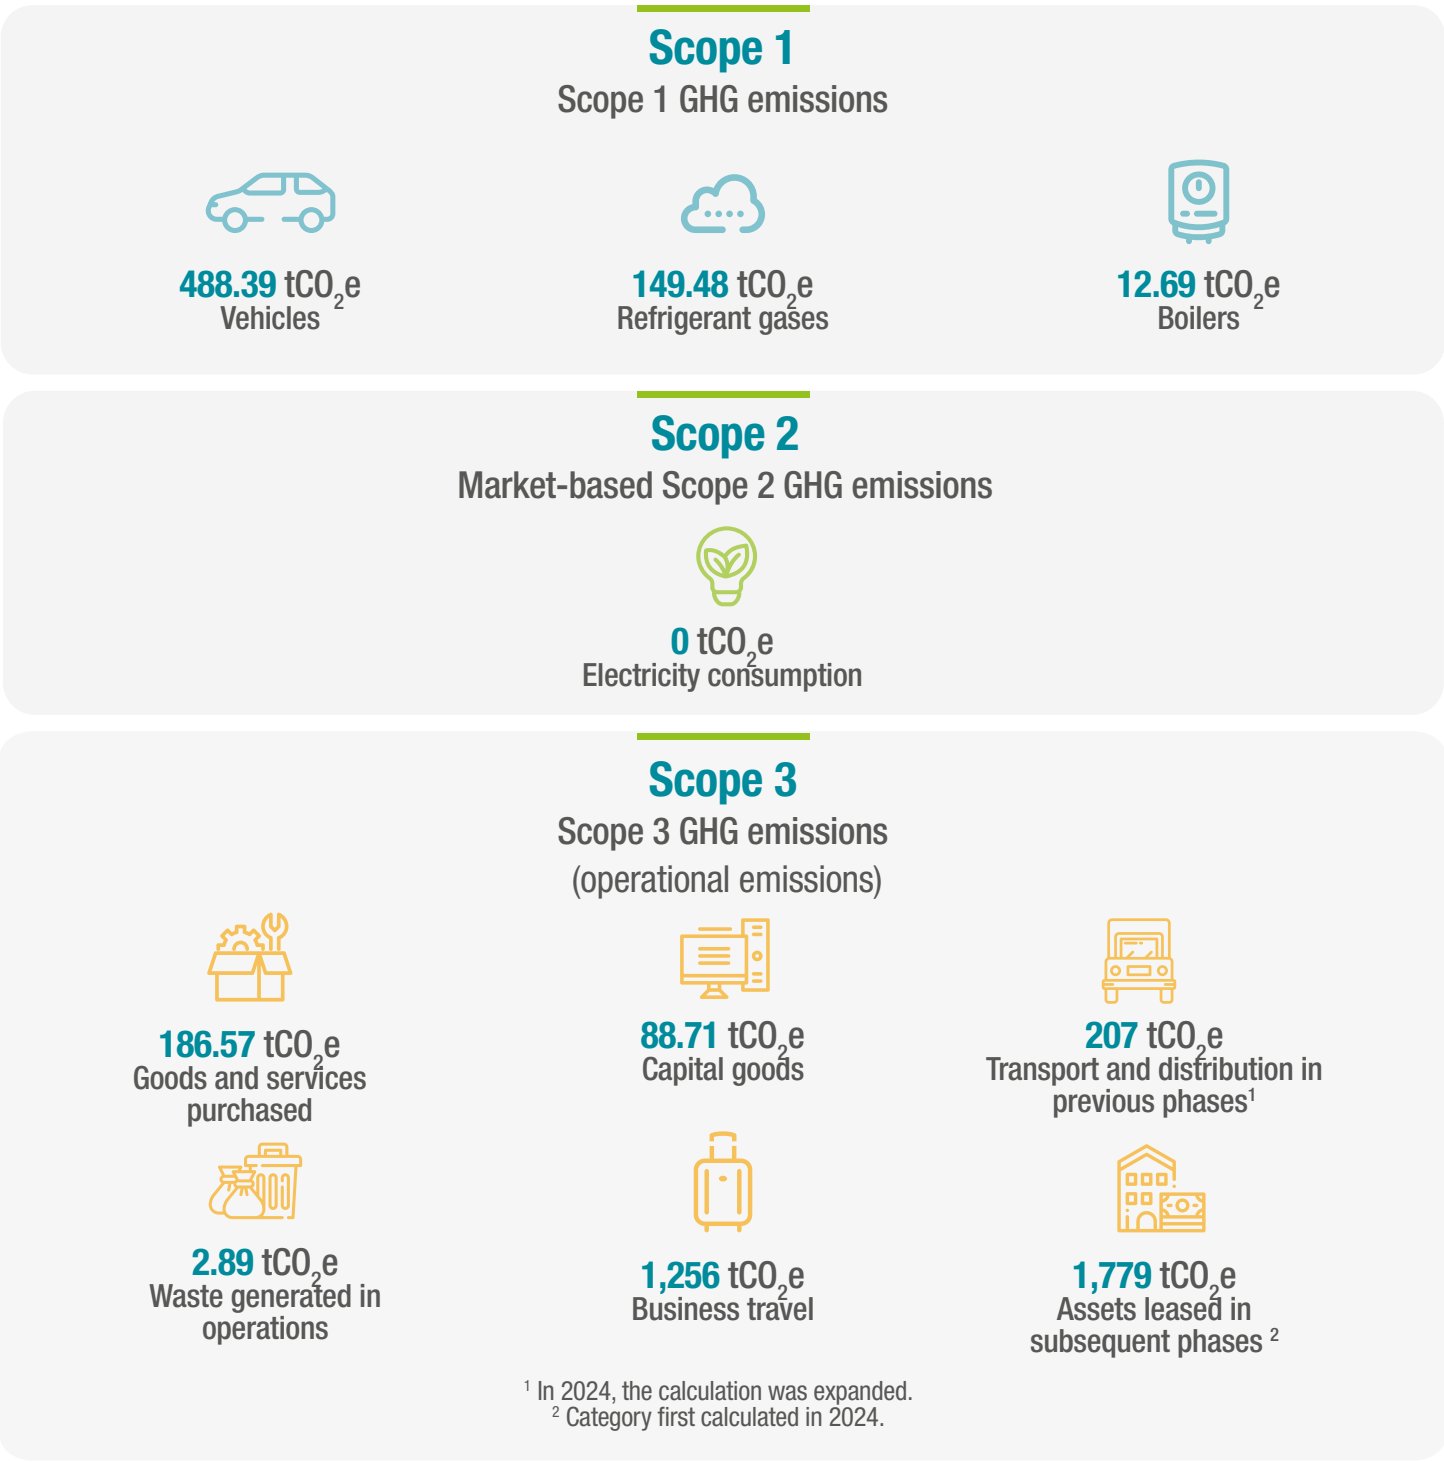 Scope 1
Scope 1 GHG emissions
488.39 tCO2e
Vehicles
149.48 tCO2e
Refrigerant gases
12.69 tCO2e
Boilers
Scope 2
Market-based Scope 2 GHG emissions
0 tCO2e
Electricity consumption
Scope 3
Scope 3 GHG emissions
(operational emissions)
186.57 tCO2e
Goods and services
purchased
88.71 tCO2e
Capital goods
207 tCO2e
Transport and distribution in
previous phases1
2.89 tCO2e
Waste generated in
operations
1,256 tCO2e
Business travel
1,779 tCO2e
Assets leased in
subsequent phases 2
1 In 2024, the calculation was expanded.
2 Category first calculated in 2024.